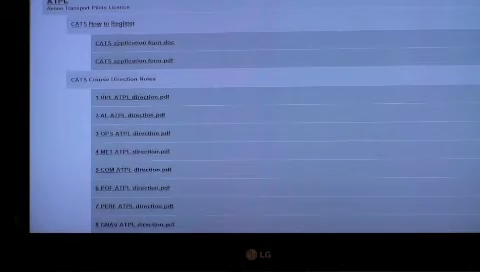 ATPL
Airline Transport Pilots Licence
CATS How to Register
CATS application form.doc
CATS application form.pdf
CATS Course Direction Notes
1 HPL ATPL direction.pdf
2 AL ATPL direction.pdf
3 OPS ATPL direction.pdf
4 MET ATPL direction.pdf
5 COM ATPL direction.pdf
6 POF ATPL direction.pdf
7 PERF ATPL direction.pdf
8 GNAV ATPL direction.pdf
LG